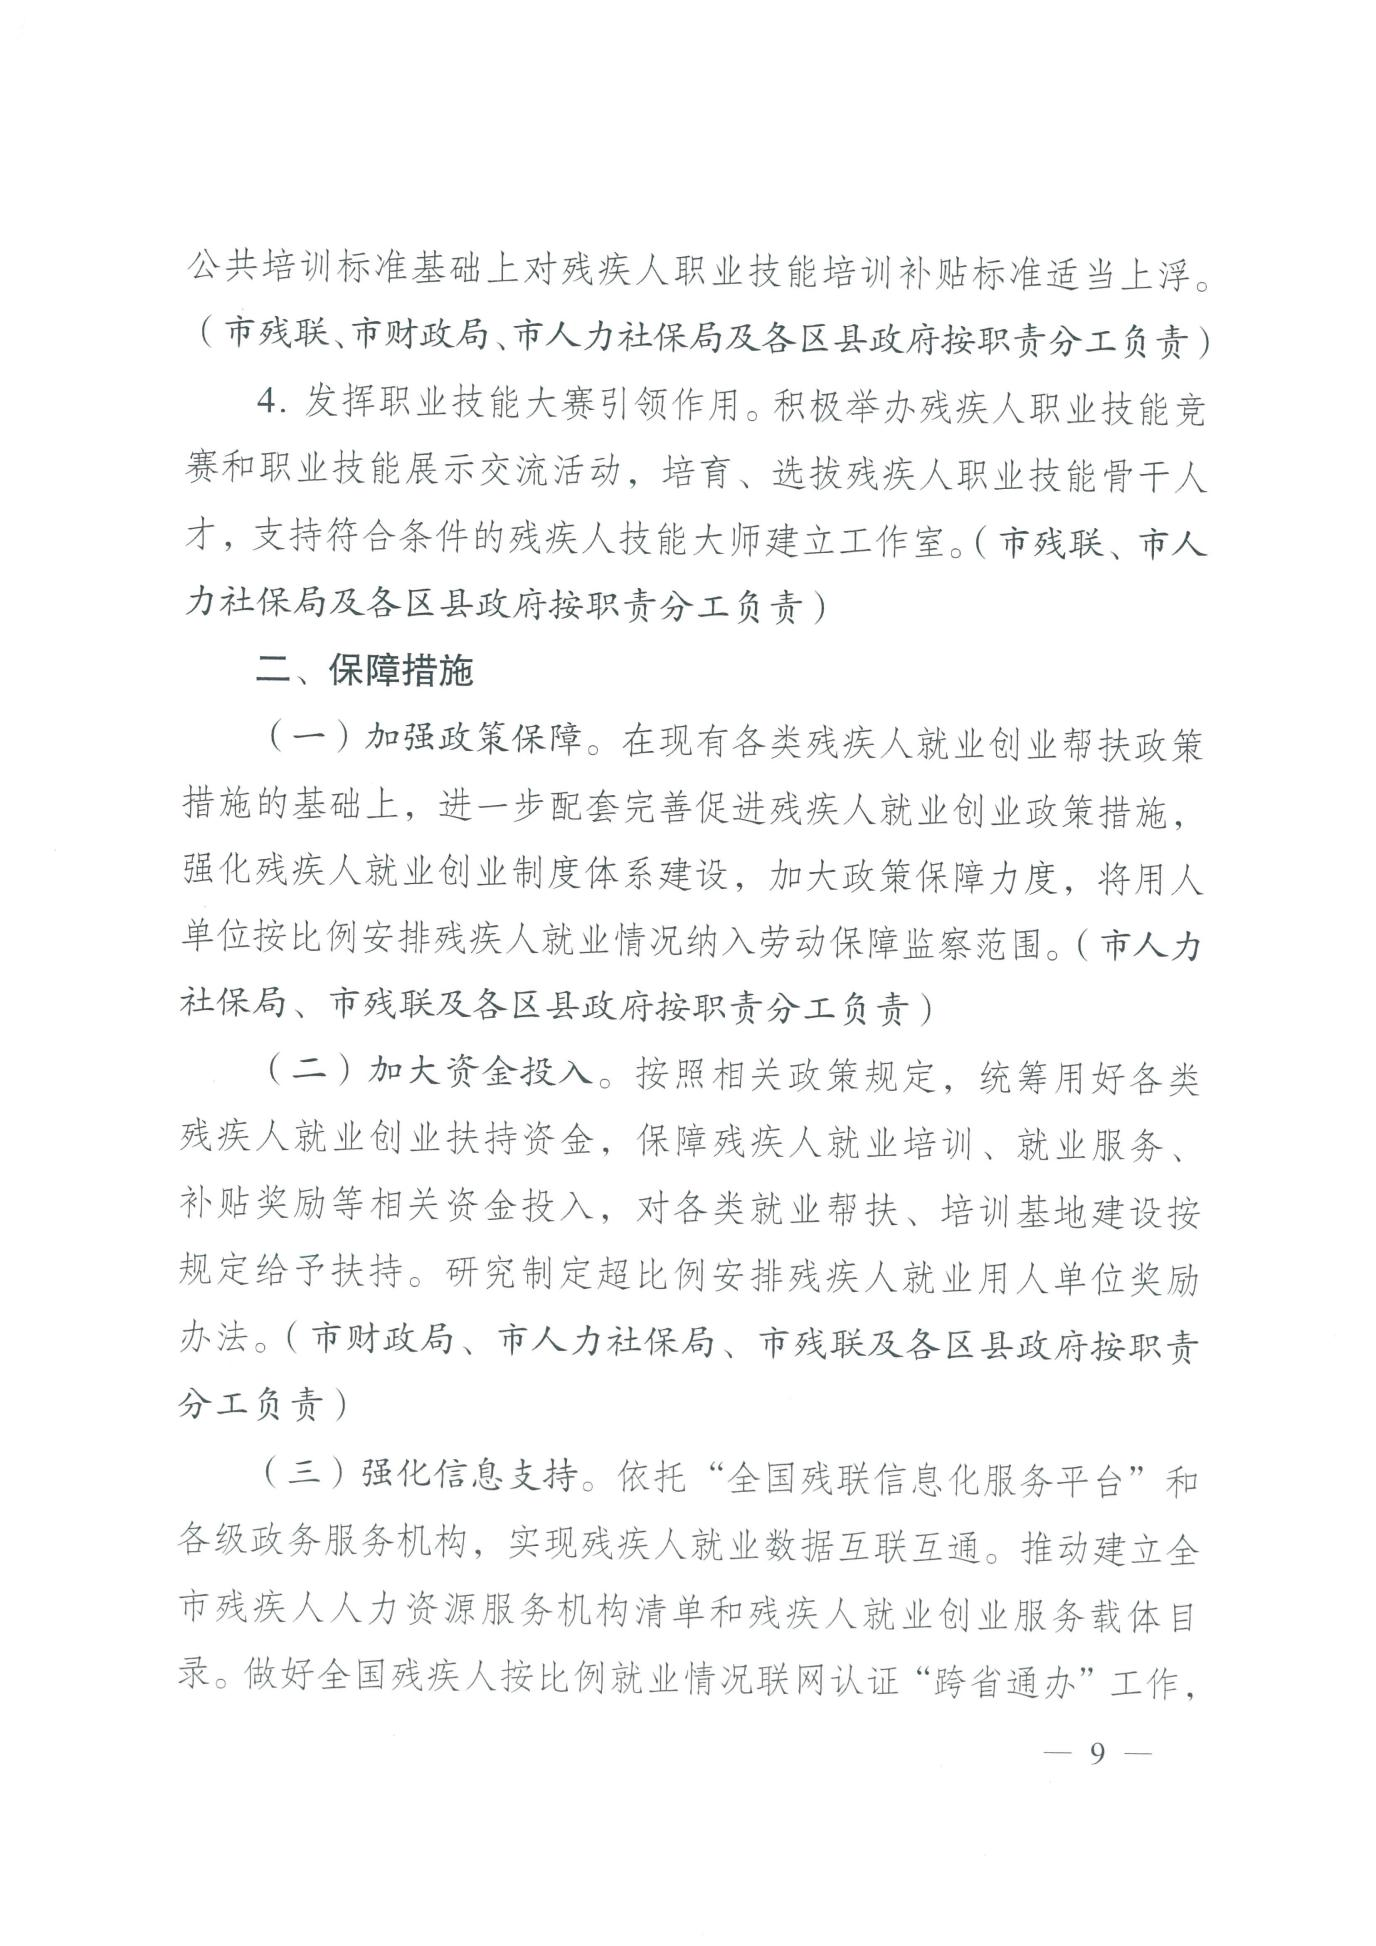 公共培训标准基础上对残疾人职业技能培训补贴标准适当上浮。
（市残联、市财政局、市人力社保局及各区县政府按职责分工负责）
4. 发挥职业技能大赛引领作用。积极举办残疾人职业技能竞
赛和职业技能展示交流活动，培育、选拔残疾人职业技能骨干人
才，支持符合条件的残疾人技能大师建立工作室。（市残联、市人
力社保局及各区县政府按职责分工负责）
二、保障措施
（一）加强政策保障。在现有各类残疾人就业创业帮扶政策
措施的基础上，进一步配套完善促进残疾人就业创业政策措施，
强化残疾人就业创业制度体系建设，加大政策保障力度，将用人
单位按比例安排残疾人就业情况纳入劳动保障监察范围。（市人力
社保局、市残联及各区县政府按职责分工负责）
（二）加大资金投入。按照相关政策规定，统筹用好各类
残疾人就业创业扶持资金，保障残疾人就业培训、就业服务、
补贴奖励等相关资金投入，对各类就业帮扶、培训基地建设按
规定给予扶持。研究制定超比例安排残疾人就业用人单位奖励
办法。（市财政局、市人力社保局、市残联及各区县政府按职责
分工负责）
（三）强化信息支持。依托“全国残联信息化服务平台”和
各级政务服务机构，实现残疾人就业数据互联互通。推动建立全
市残疾人人力资源服务机构清单和残疾人就业创业服务载体目
录。做好全国残疾人按比例就业情况联网认证“跨省通办”工作，
— 9 —